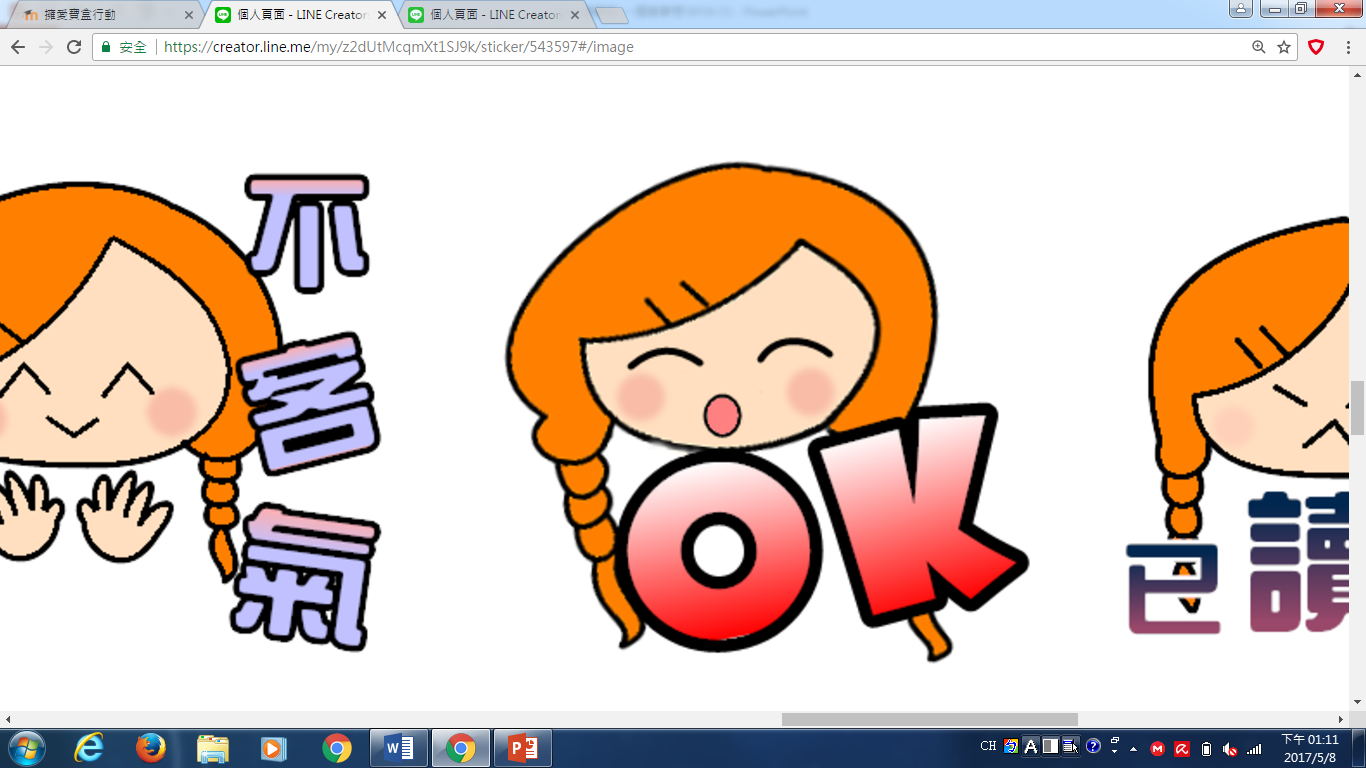 擁愛寶盒行動
個人頁面 - LINE Creator
個人頁面 - LINE Creator
安全
https://creator.line.me/my/z2dUtMcqmXt1SJ9k/sticker/543597#/image
不
客
氣
OK
已讀
CH
A
下午 01:11
2017/5/8